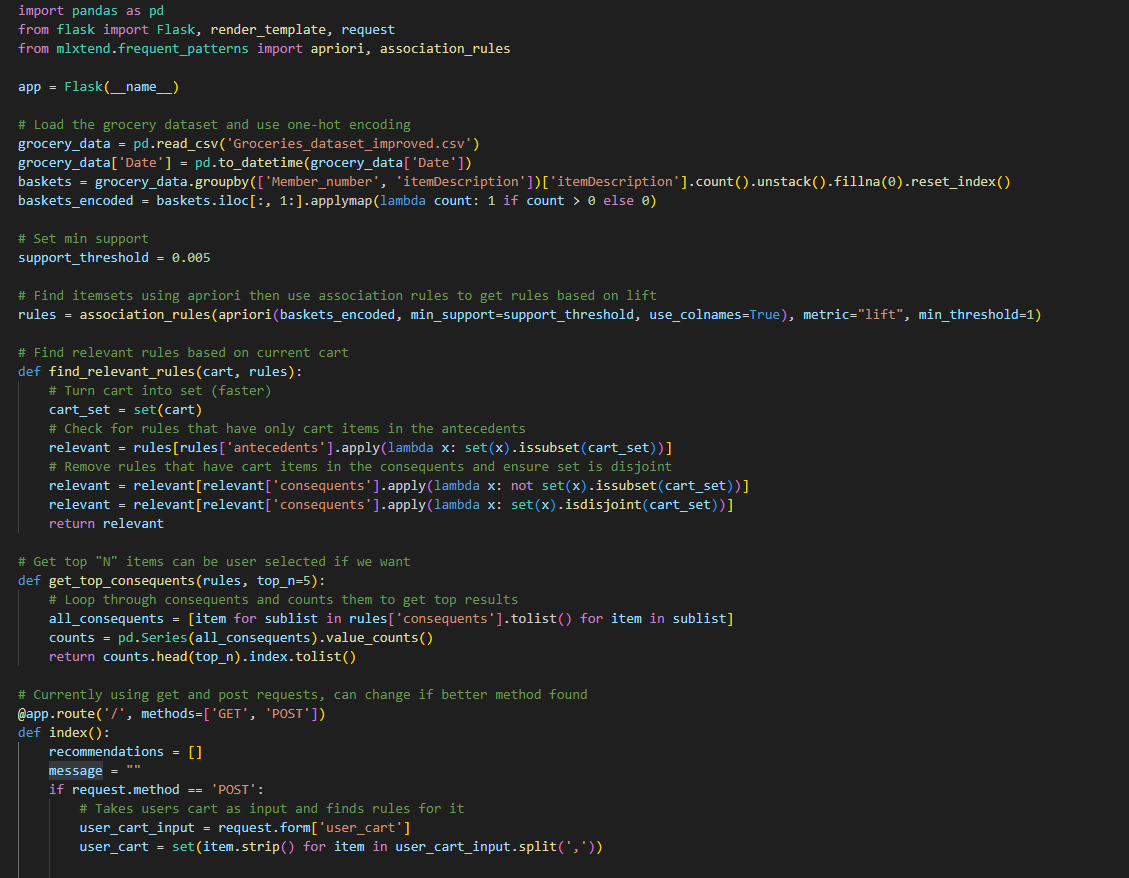 import pandas as pd
from flask import Flask, render_template, request
from mlxtend.frequent_patterns import apriori, association_rules
app = Flask(__name__)
# Load the grocery dataset and use one-hot encoding
grocery_data = pd.read_csv('Groceries_dataset_improved.csv')
grocery_data['Date'] = pd.to_datetime(grocery_data['Date'])
baskets = grocery_data.groupby(['Member_number', 'itemDescription'])['itemDescription'].count().unstack().fillna(0).reset_index()
baskets_encoded = baskets.iloc[:, 1:].applymap(lambda count: 1 if count > 0 else 0)
# Set min support
support_threshold = 0.005
# Find itemsets using apriori then use association rules to get rules based on lift
rules = association_rules(apriori(baskets_encoded, min_support=support_threshold, use_colnames=True), metric="lift", min_threshold=1)
# Find relevant rules based on current cart
def find_relevant_rules(cart, rules):
    # Turn cart into set (faster)
    cart_set = set(cart)
    # Check for rules that have only cart items in the antecedents
    relevant = rules[rules['antecedents'].apply(lambda x: set(x).issubset(cart_set))]
    # Remove rules that have cart items in the consequents and ensure set is disjoint
    relevant = relevant[relevant['consequents'].apply(lambda x: not set(x).issubset(cart_set))]
    relevant = relevant[relevant['consequents'].apply(lambda x: set(x).isdisjoint(cart_set))]
    return relevant
# Get top "N" items can be user selected if we want
def get_top_consequents(rules, top_n=5):
    # Loop through consequents and counts them to get top results
    all_consequents = [item for sublist in rules['consequents'].tolist() for item in sublist]
    counts = pd.Series(all_consequents).value_counts()
    return counts.head(top_n).index.tolist()
# Currently using get and post requests, can change if better method found
@app.route('/', methods=['GET', 'POST'])
def index():
    recommendations = []
    message = ""
    if request.method == 'POST':
        # Takes users cart as input and finds rules for it
        user_cart_input = request.form['user_cart']
        user_cart = set(item.strip() for item in user_cart_input.split(','))